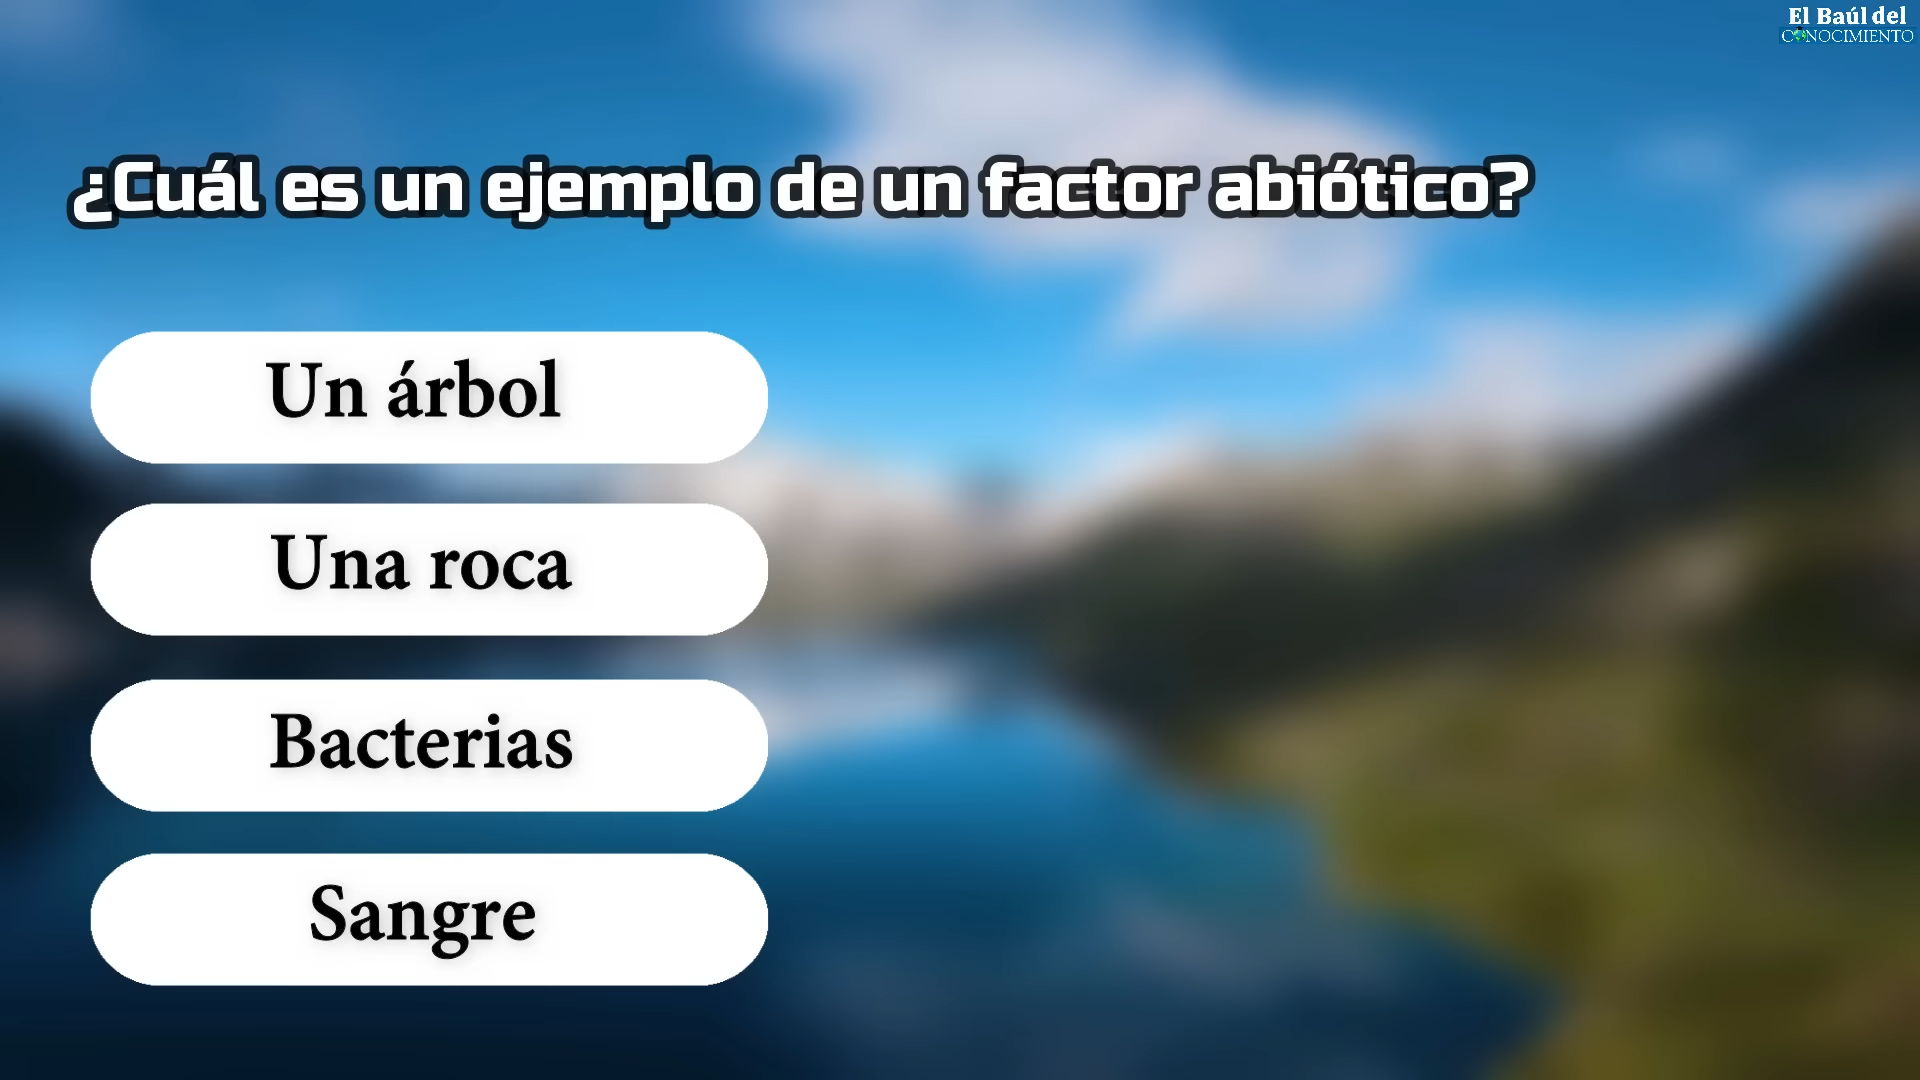 El Baúl del
CONOCIMIENTO
¿Cuál es un ejemplo de un factor abiótico?
Un árbol
Una roca
Bacterias
Sangre